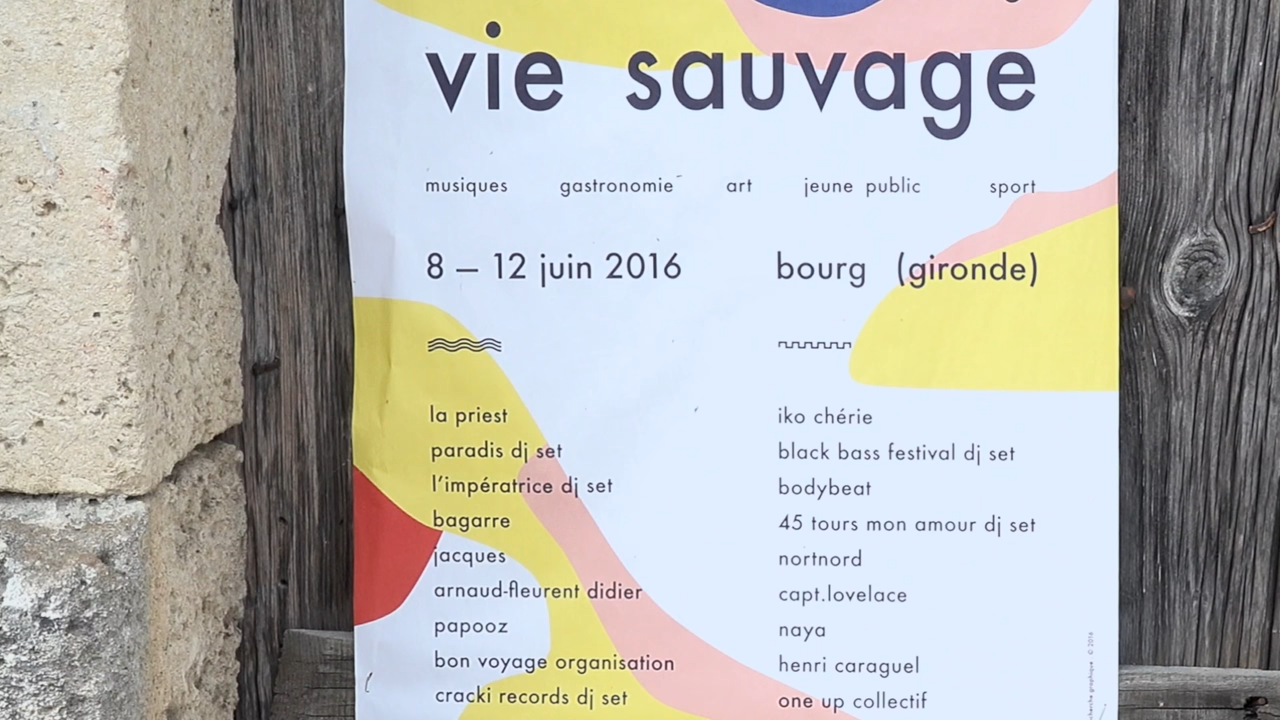 vie sauvage
musiques gastronomie art jeune public sport
8 – 12 juin 2016 bourg (gironde)
la priest
paradis dj set
l'impératrice dj set
bagarre
jacques
arnaud-fleurent didier
papooz
bon voyage organisation
cracki records dj set
iko chérie
black bass festival dj set
bodybeat
45 tours mon amour dj set
nortnord
capt.lovelace
naya
henri caraguel
one up collectif
graphique © 2016